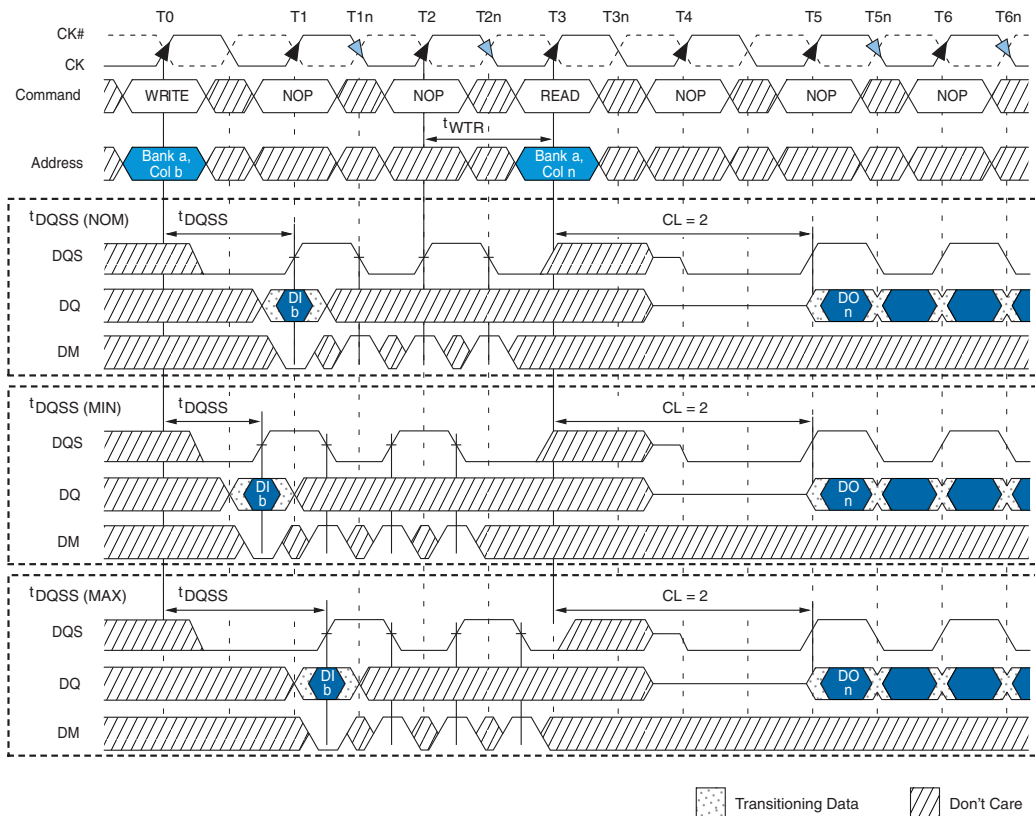 T0 T1 T1n T2 T2n T3 T3n T4 T5 T5n T6 T6n
CK#
CK
Command WRITE NOP NOP READ NOP NOP NOP
tWTR
Address Bank a, Col b Bank a, Col n
tDQSS (NOM) tDQSS CL = 2
DQS
DQ DI b DO n
DM
tDQSS (MIN) tDQSS CL = 2
DQS
DQ DI b DO n
DM
tDQSS (MAX) tDQSS CL = 2
DQS
DQ DI b DO n
DM
Transitioning Data Don't Care